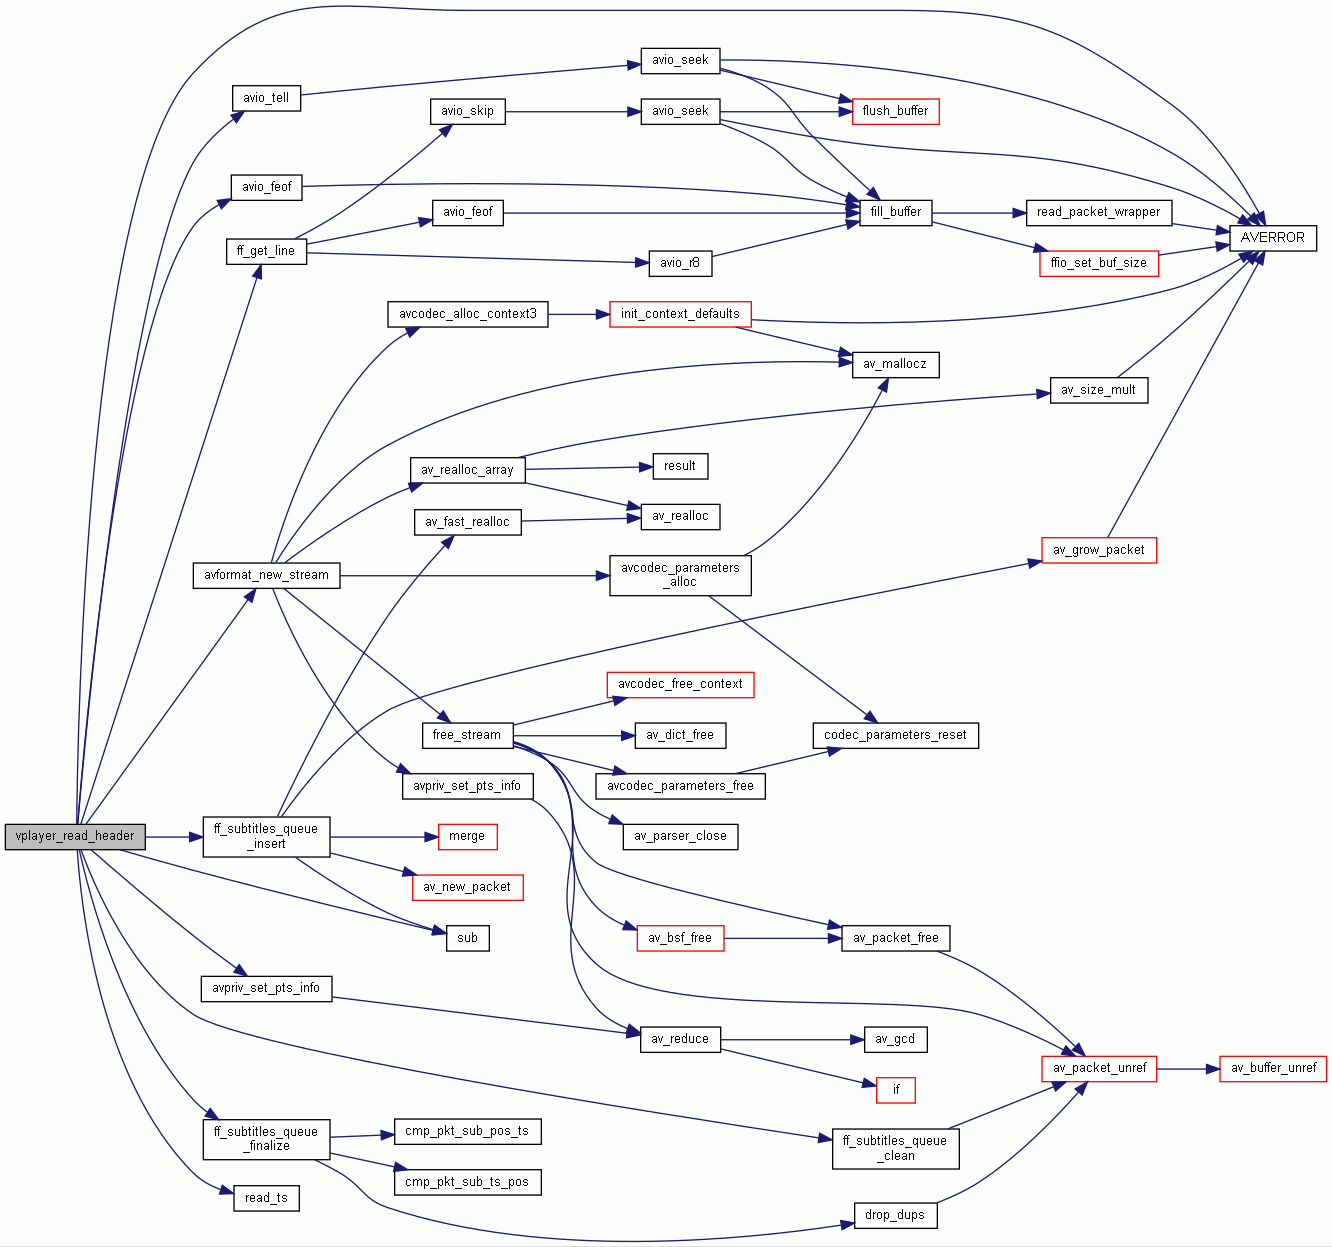 avio_seek
avio_tell
avio_skip
avio_seek
flush_buffer
avio_feof
avio_feof
fill_buffer
read_packet_wrapper
AVERROR
ff_get_line
avio_r8
ffio_set_buf_size
avcodec_alloc_context3
init_context_defaults
av_mallocz
av_size_mult
av_realloc_array
result
av_fast_realloc
av_realloc
av_grow_packet
avformat_new_stream
avcodec_parameters
_alloc
avcodec_free_context
free_stream
av_dict_free
codec_parameters_reset
avpriv_set_pts_info
avcodec_parameters_free
vplayer_read_header
ff_subtitles_queue
_insert
merge
av_parser_close
av_new_packet
sub
av_bsf_free
av_packet_free
avpriv_set_pts_info
av_reduce
av_gcd
av_packet_unref
av_buffer_unref
if
ff_subtitles_queue
_finalize
cmp_pkt_sub_pos_ts
ff_subtitles_queue
_clean
cmp_pkt_sub_ts_pos
read_ts
drop_dups